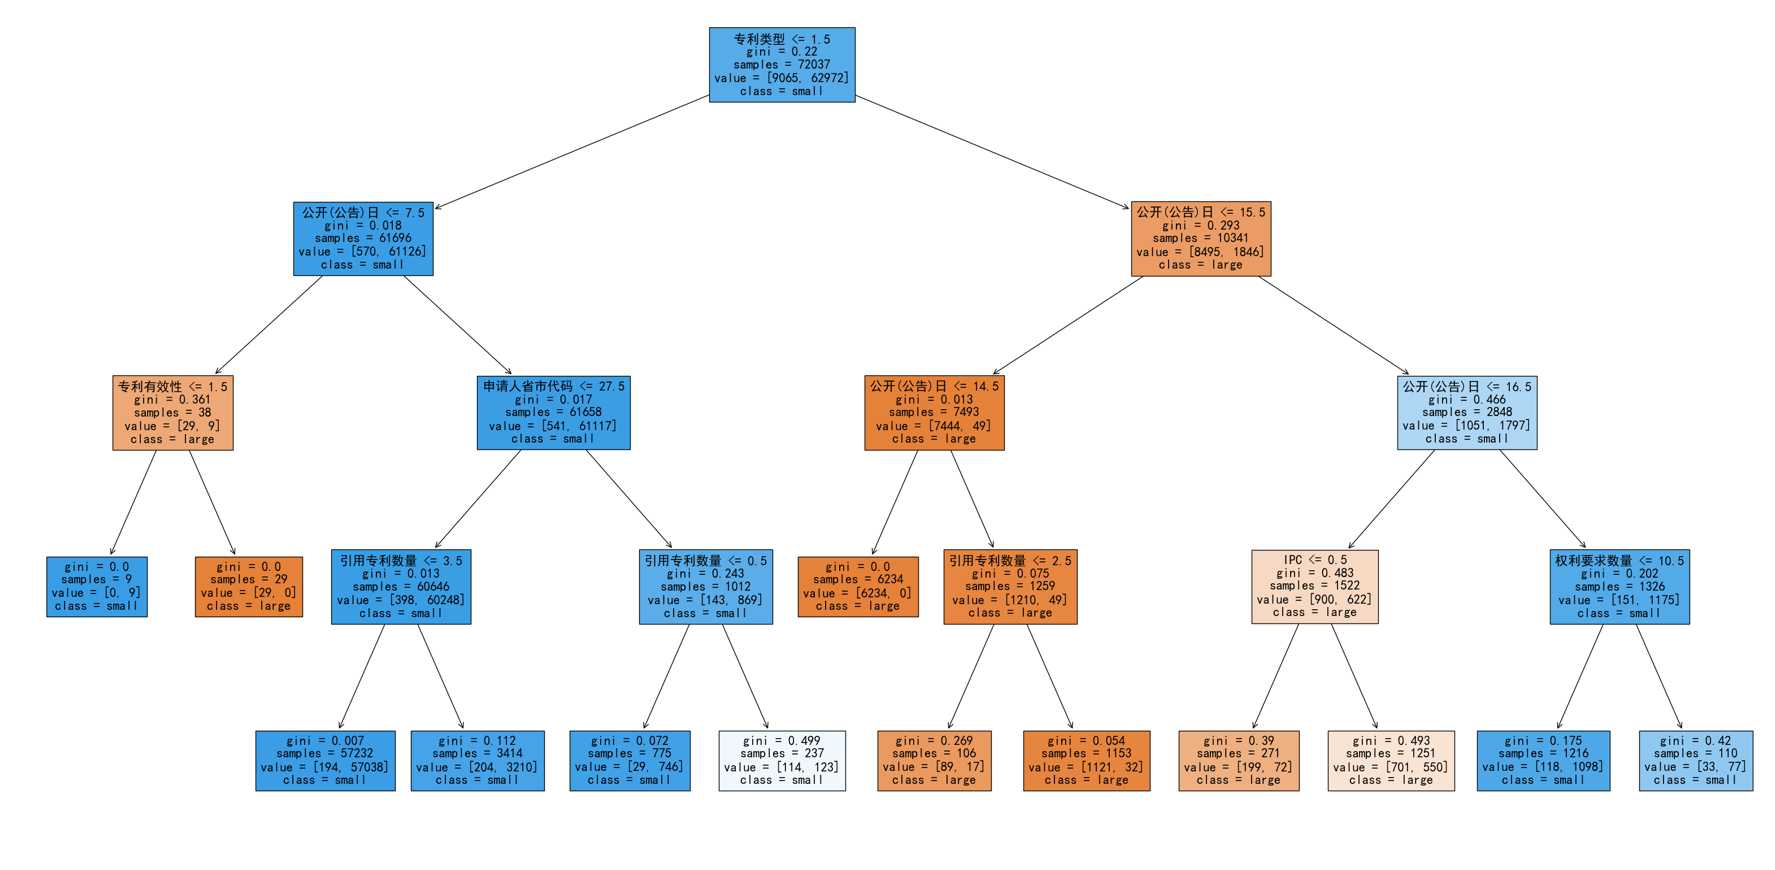 专利类型 <= 1.5
gini = 0.22
samples = 72037
value = [9065, 62972]
class = small
公开(公告)日 <= 7.5
gini = 0.018
samples = 61696
value = [570, 61126]
class = small
公开(公告)日 <= 15.5
gini = 0.293
samples = 10341
value = [8495, 1846]
class = large
专利有效性 <= 1.5
gini = 0.361
samples = 38
value = [29, 9]
class = large
申请人省市代码 <= 27.5
gini = 0.017
samples = 61658
value = [541, 61117]
class = small
公开(公告)日 <= 14.5
gini = 0.013
samples = 7493
value = [7444, 49]
class = large
公开(公告)日 <= 16.5
gini = 0.466
samples = 2848
value = [1051, 1797]
class = small
gini = 0.0
samples = 9
value = [0, 9]
class = small
gini = 0.0
samples = 29
value = [29, 0]
class = large
引用专利数量 <= 3.5
gini = 0.013
samples = 60646
value = [398, 60248]
class = small
引用专利数量 <= 0.5
gini = 0.243
samples = 1012
value = [143, 869]
class = small
gini = 0.0
samples = 6234
value = [6234, 0]
class = large
引用专利数量 <= 2.5
gini = 0.075
samples = 1259
value = [1210, 49]
class = large
IPC <= 0.5
gini = 0.483
samples = 1522
value = [900, 622]
class = large
权利要求数量 <= 10.5
gini = 0.202
samples = 1326
value = [151, 1175]
class = small
gini = 0.007
samples = 57232
value = [194, 57038]
class = small
gini = 0.112
samples = 3414
value = [204, 3210]
class = small
gini = 0.072
samples = 775
value = [29, 746]
class = small
gini = 0.499
samples = 237
value = [114, 123]
class = small
gini = 0.269
samples = 106
value = [89, 17]
class = large
gini = 0.054
samples = 1153
value = [1121, 32]
class = large
gini = 0.39
samples = 271
value = [199, 72]
class = large
gini = 0.493
samples = 1251
value = [701, 550]
class = large
gini = 0.175
samples = 1216
value = [118, 1098]
class = small
gini = 0.42
samples = 110
value = [33, 77]
class = small